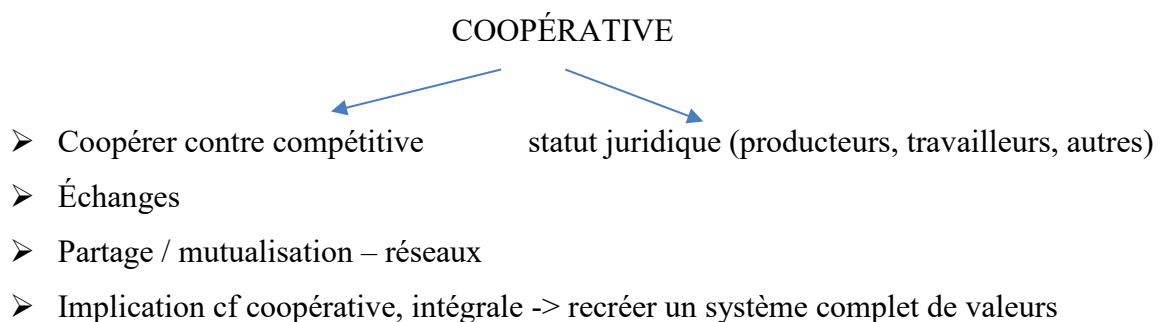 COOPÉRATIVE
➢ Coopérer contre compétitive statut juridique (producteurs, travailleurs, autres)
➢ Échanges
➢ Partage / mutualisation – réseaux
➢ Implication cf coopérative, intégrale -> recréer un système complet de valeurs